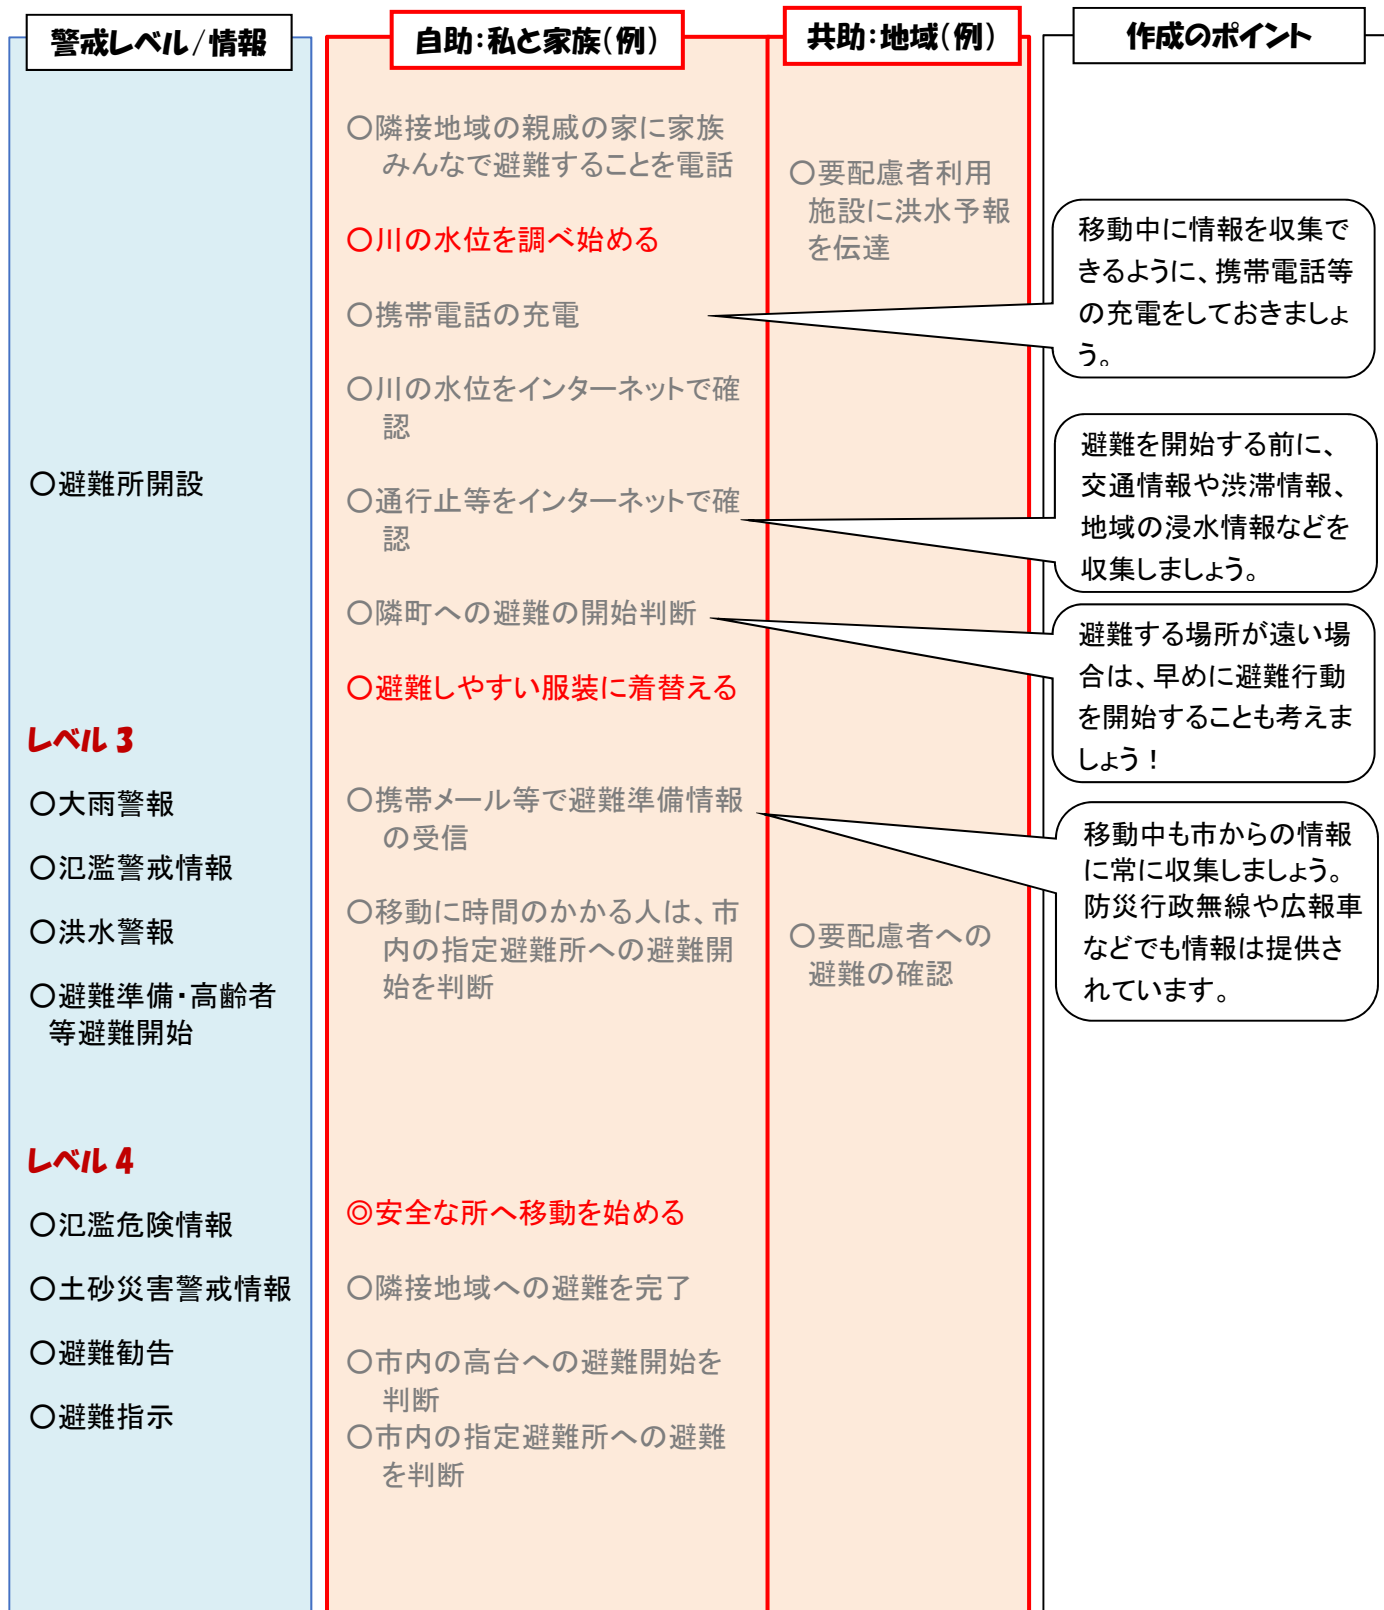 警戒レベル/情報
〇避難所開設
レベル3
〇大雨警報
〇氾濫警戒情報
〇洪水警報
〇避難準備・高齢者
等避難開始
レベル4
〇氾濫危険情報
〇土砂災害警戒情報
〇避難勧告
〇避難指示
自助:私と家族(例)
〇隣接地域の親戚の家に家族
みんなで避難することを電話
〇川の水位を調べ始める
〇携帯電話の充電
〇川の水位をインターネットで確
認
〇通行止等をインターネットで確
認
〇隣町への避難の開始判断
〇避難しやすい服装に着替える
〇携帯メール等で避難準備情報
の受信
〇移動に時間のかかる人は、市
内の指定避難所への避難開
始を判断
◎安全な所へ移動を始める
〇隣接地域への避難を完了
〇市内の高台への避難開始を
判断
〇市内の指定避難所への避難
を判断
共助:地域(例)
〇要配慮者利用
施設に洪水予報
を伝達
〇要配慮者への
避難の確認
作成のポイント
移動中に情報を収集で
きるように、携帯電話等
の充電をしておきましょ
う。
避難を開始する前に、
交通情報や渋滞情報、
地域の浸水情報などを
収集しましょう。
避難する場所が遠い場
合は、早めに避難行動
を開始することも考えま
しょう!
移動中も市からの情報
に常に収集しましょう。
防災行政無線や広報車
などでも情報は提供さ
れています。